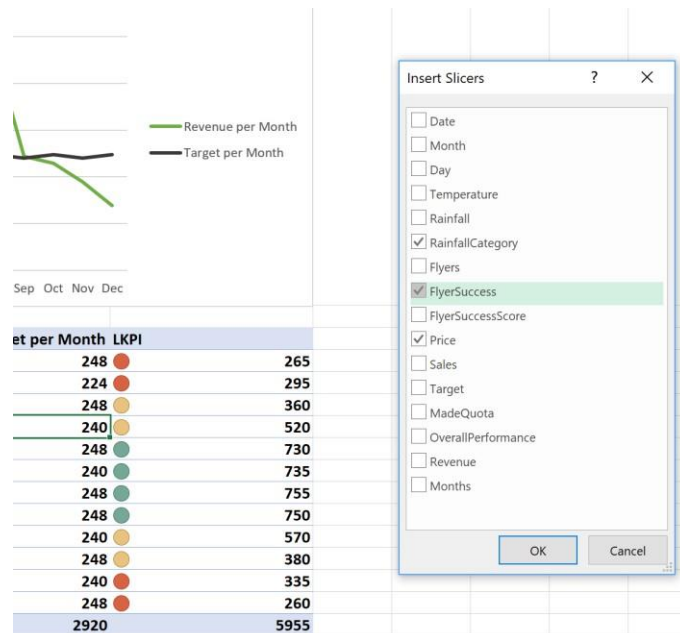 Revenue per Month
Target per Month
Sep Oct Nov Dec
et per Month LKPI
248 265
224 295
248 360
240 520
248 730
240 735
248 755
248 750
240 570
248 380
240 335
248 260
2920 5955
Insert Slicers ? X
Date
Month
Day
Temperature
Rainfall
RainfallCategory
Flyers
FlyerSuccess
FlyerSuccessScore
Price
Sales
Target
MadeQuota
OverallPerformance
Revenue
Months
OK Cancel